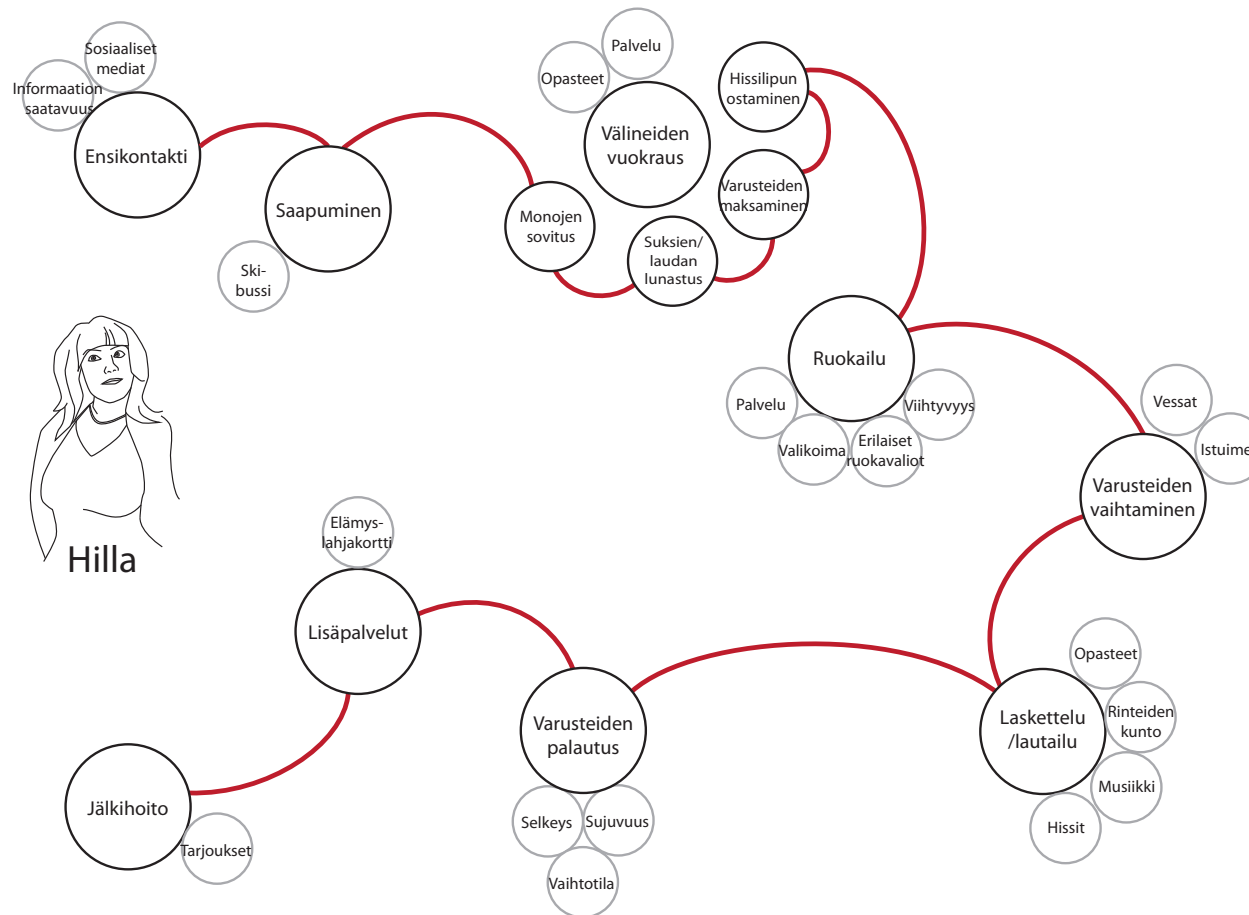 Sosiaaliset
mediat
Informaation
saatavuus
Ensikontakti
Saapuminen
Ski-
bussi
Palvelu
Opasteet
Välineiden
vuokraus
Monojen
sovitus
Suksien/
laudan
lunastus
Varusteiden
maksaminen
Hissilipun
ostaminen
Ruokailu
Palvelu
Valikoima
Erilaiset
ruokavaliot
Viihtyvyys
Vessat
Istuime
Varusteiden
vaihtaminen
Hilla
Laskettelu
/lautailu
Opasteet
Rinteiden
kunto
Musiikki
Hissit
Varusteiden
palautus
Selkeys
Sujuvuus
Vaihtotila
Elämys-
lahjakortti
Lisäpalvelut
Jälkihoito
Tarjoukset